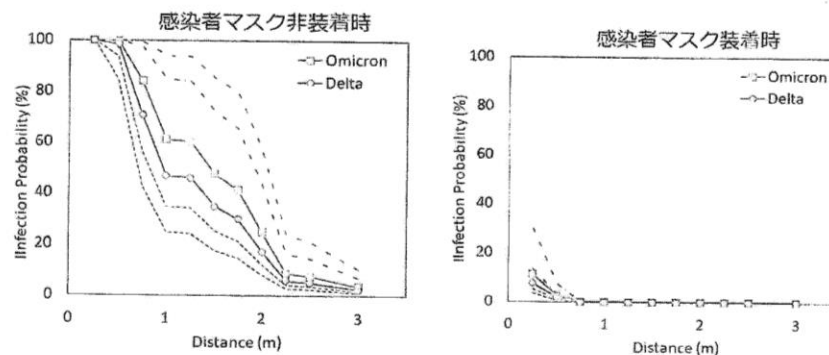 感染者マスク非装着時
IInfection Probability (%)
100
80
60
40
20
0
Omicron
Delta
0
1
2
3
Distance (m)
感染者マスク装着時
IInfection Probability (%)
100
80
60
40
20
0
Omicron
Delta
0
1
2
3
Distance (m)